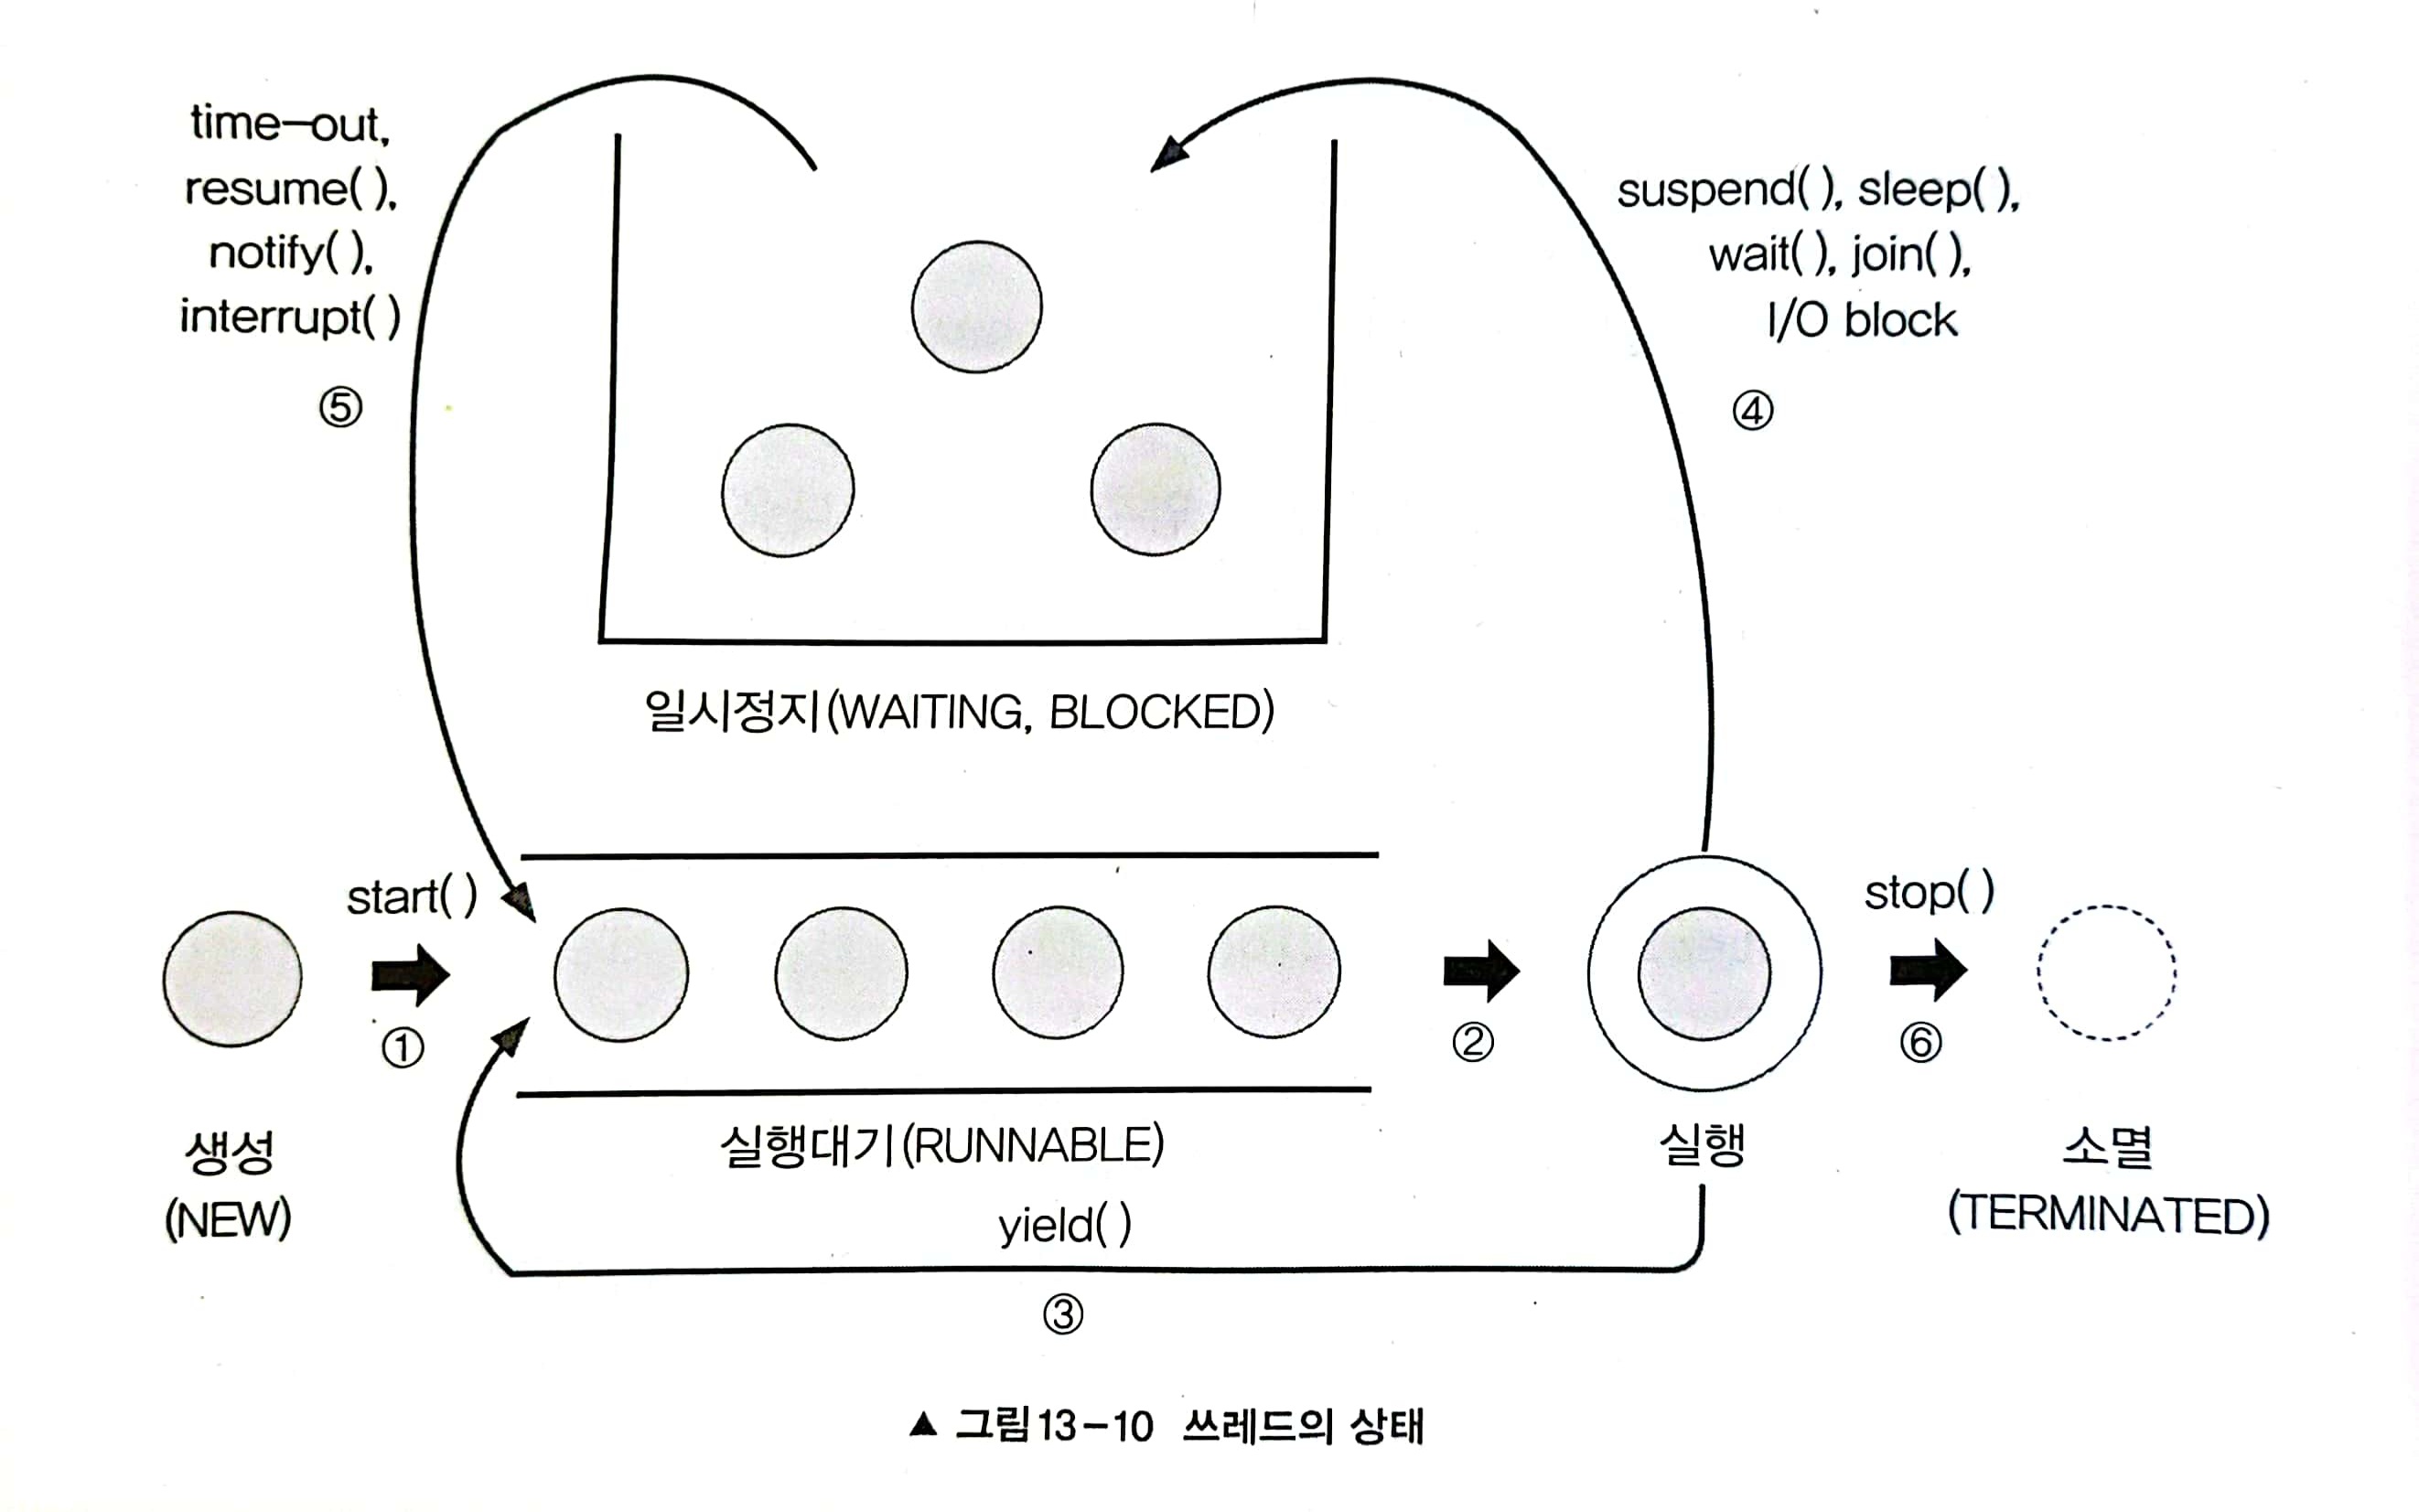 time-out,
resume( ),
notify( ),
interrupt( )
⑤
suspend( ), sleep( ),
wait( ), join( ),
I/O block
④
일시정지(WAITING, BLOCKED)
start( )
①
②
stop( )
⑥
생성
(NEW)
실행대기(RUNNABLE)
실행
소멸
(TERMINATED)
yield( )
③
▲ 그림13-10 쓰레드의 상태